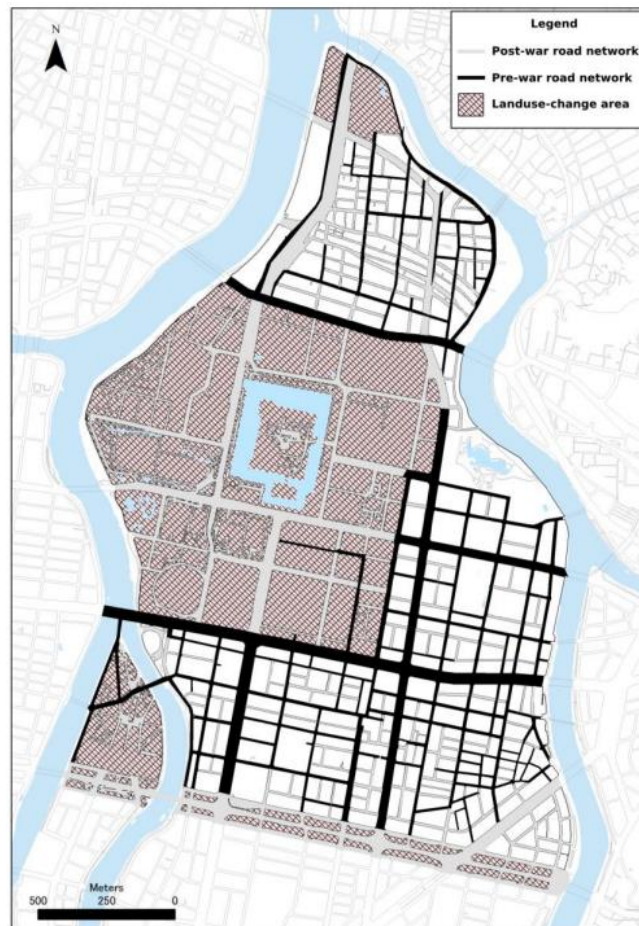 Legend
Post-war road network
Pre-war road network
Landuse-change area
N
Meters
500 250 0